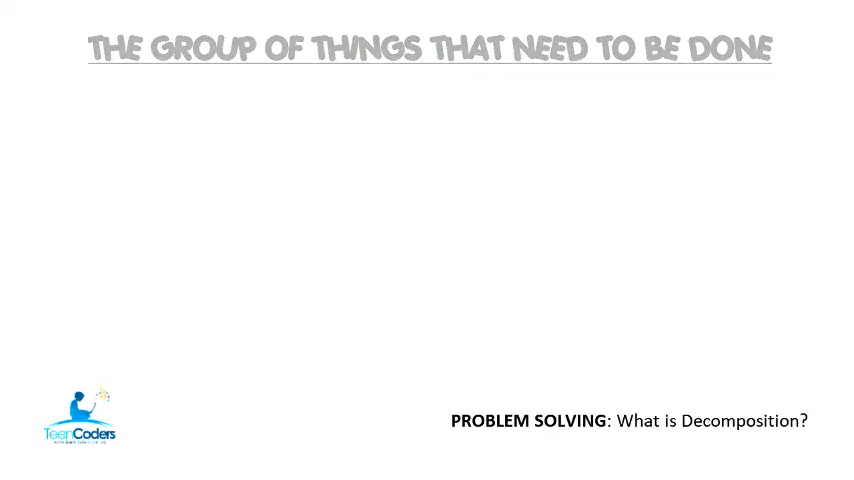 THE GROUP OF THINGS THAT NEED TO BE DONE
PROBLEM SOLVING: What is Decomposition?
TeenCoders